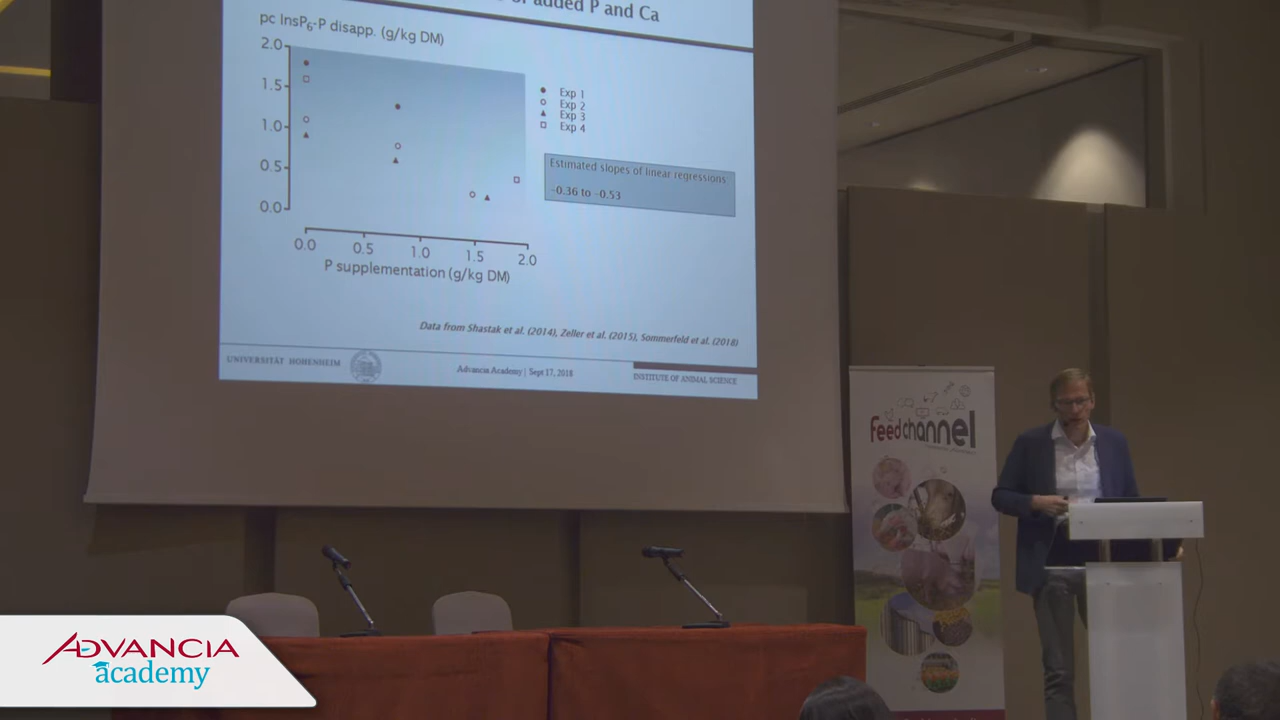 of added P and Ca
pc InsP6-P disapp. (g/kg DM)
2.0
1.5
1.0
0.5
0.0
0.0 0.5 1.0 1.5 2.0
P supplementation (g/kg DM)
Exp 1
Exp 2
Exp 3
Exp 4
Estimated slopes of linear regressions:
-0.36 to -0.53
Data from Shastak et al. (2014), Zeller et al. (2015), Sommerfeld et al. (2018)
UNIVERSITÄT HOHENHEIM
Advancia Academy | Sept 17, 2018
INSTITUTE OF ANIMAL SCIENCE
Feedchannel
ADVANCIA
academy